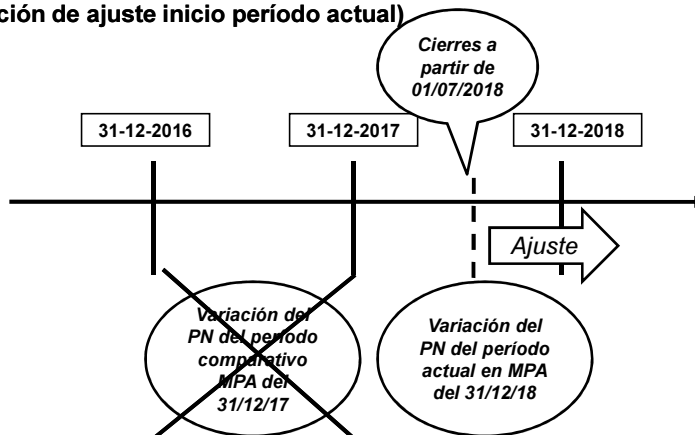 ción de ajuste inicio período actual)
Cierres a
partir de
01/07/2018
31-12-2016
31-12-2017
31-12-2018
Ajuste
Variación del
PN del período
comparativo
MPA del
31/12/17
Variación del
PN del período
actual en MPA
del 31/12/18